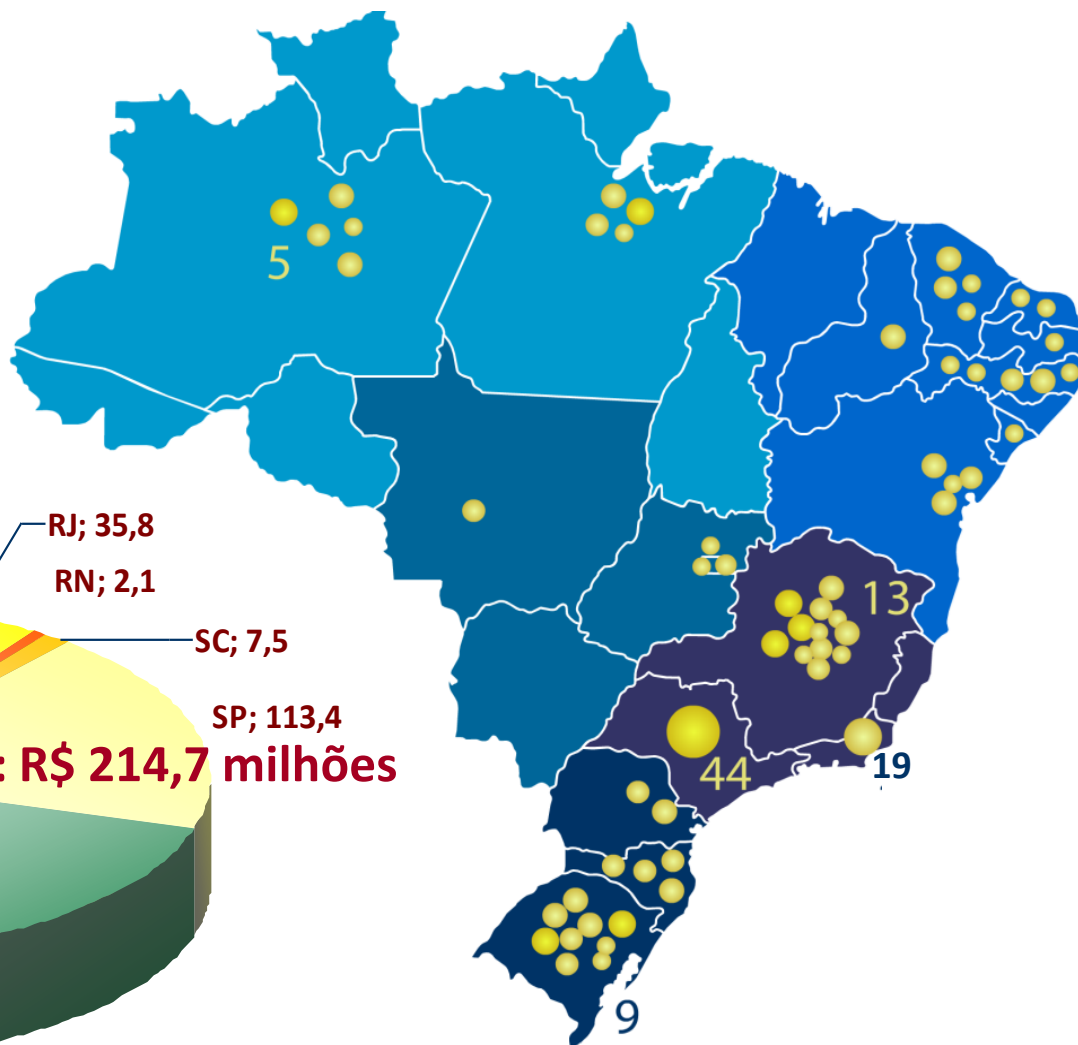 5
RJ; 35,8
RN; 2,1
13
SC; 7,5
SP; 113,4
: R$ 214,7 milhões
44
19
9